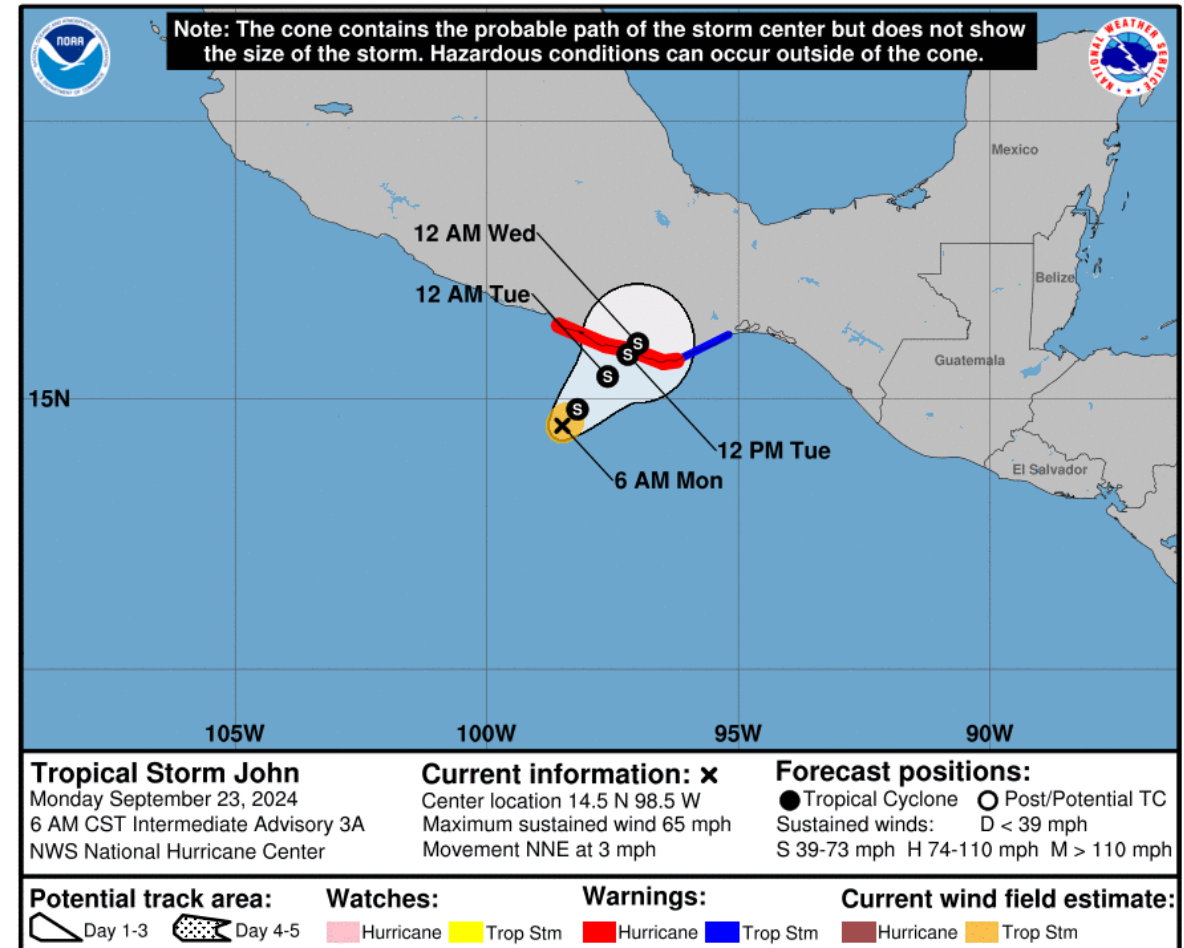 Note: The cone contains the probable path of the storm center but does not show
the size of the storm. Hazardous conditions can occur outside of the cone.
NOAA
NATIONAL WEATHER SERVICE
Mexico
12 AM Wed
Belize
12 AM Tue
S
S
Guatemala
S
15N
S
12 PM Tue
El Salvador
6 AM Mon
105W 100W 95W 90W
Tropical Storm John
Monday September 23, 2024
6 AM CST Intermediate Advisory 3A
NWS National Hurricane Center
Current information: ×
Center location 14.5 N 98.5 W
Maximum sustained wind 65 mph
Movement NNE at 3 mph
Forecast positions:
Tropical Cyclone Post/Potential TC
Sustained winds: D < 39 mph
S 39-73 mph H 74-110 mph M > 110 mph
Potential track area:
Day 1-3 Day 4-5
Watches:
Hurricane Trop Stm
Warnings:
Hurricane Trop Stm
Current wind field estimate:
Hurricane Trop Stm